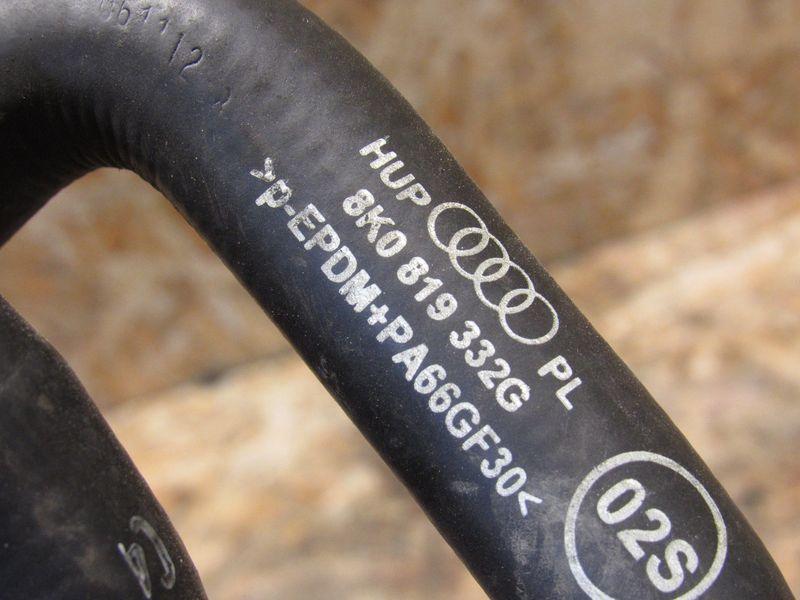 HUP PL
8K0 819 332G
>p-EPDM+PA66GF30<
02S